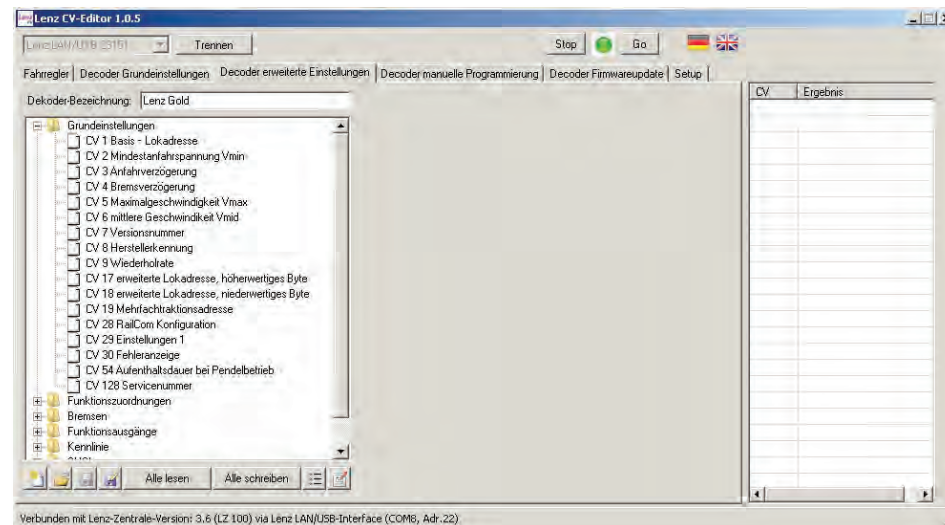 Lenz CV-Editor 1.0.5
Lenz LAN/USB 23151 Trennen Stop Go
Fahrregler Decoder Grundeinstellungen Decoder erweiterte Einstellungen Decoder manuelle Programmierung Decoder Firmwareupdate Setup
Dekoder-Bezeichnung: Lenz Gold
CV Ergebnis
Grundeinstellungen
CV 1 Basis - Lokadresse
CV 2 Mindestanfahrspannung Vmin
CV 3 Anfahrverzögerung
CV 4 Bremsverzögerung
CV 5 Maximalgeschwindigkeit Vmax
CV 6 mittlere Geschwindikeit Vmid
CV 7 Versionsnummer
CV 8 Herstellerkennung
CV 9 Wiederholrate
CV 17 erweiterte Lokadresse, höherwertiges Byte
CV 18 erweiterte Lokadresse, niederwertiges Byte
CV 19 Mehrfachtraktionsadresse
CV 28 RailCom Konfiguration
CV 29 Einstellungen 1
CV 30 Fehleranzeige
CV 54 Aufenthaltsdauer bei Pendelbetrieb
CV 128 Servicenummer
Funktionszuordnungen
Bremsen
Funktionsausgänge
Kennlinie
Alle lesen Alle schreiben
Verbunden mit Lenz-Zentrale-Version: 3.6 (LZ 100) via Lenz LAN/USB-Interface (COM8, Adr.22)